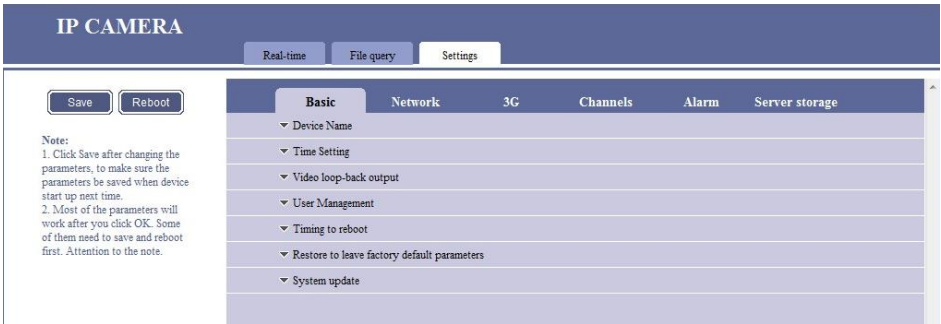 IP CAMERA
Real-time File query Settings
Save Reboot
Note:
1. Click Save after changing the
parameters, to make sure the
parameters be saved when device
start up next time.
2. Most of the parameters will
work after you click OK. Some
of them need to save and reboot
first. Attention to the note.
Basic Network 3G Channels Alarm Server storage
Device Name
Time Setting
Video loop-back output
User Management
Timing to reboot
Restore to leave factory default parameters
System update